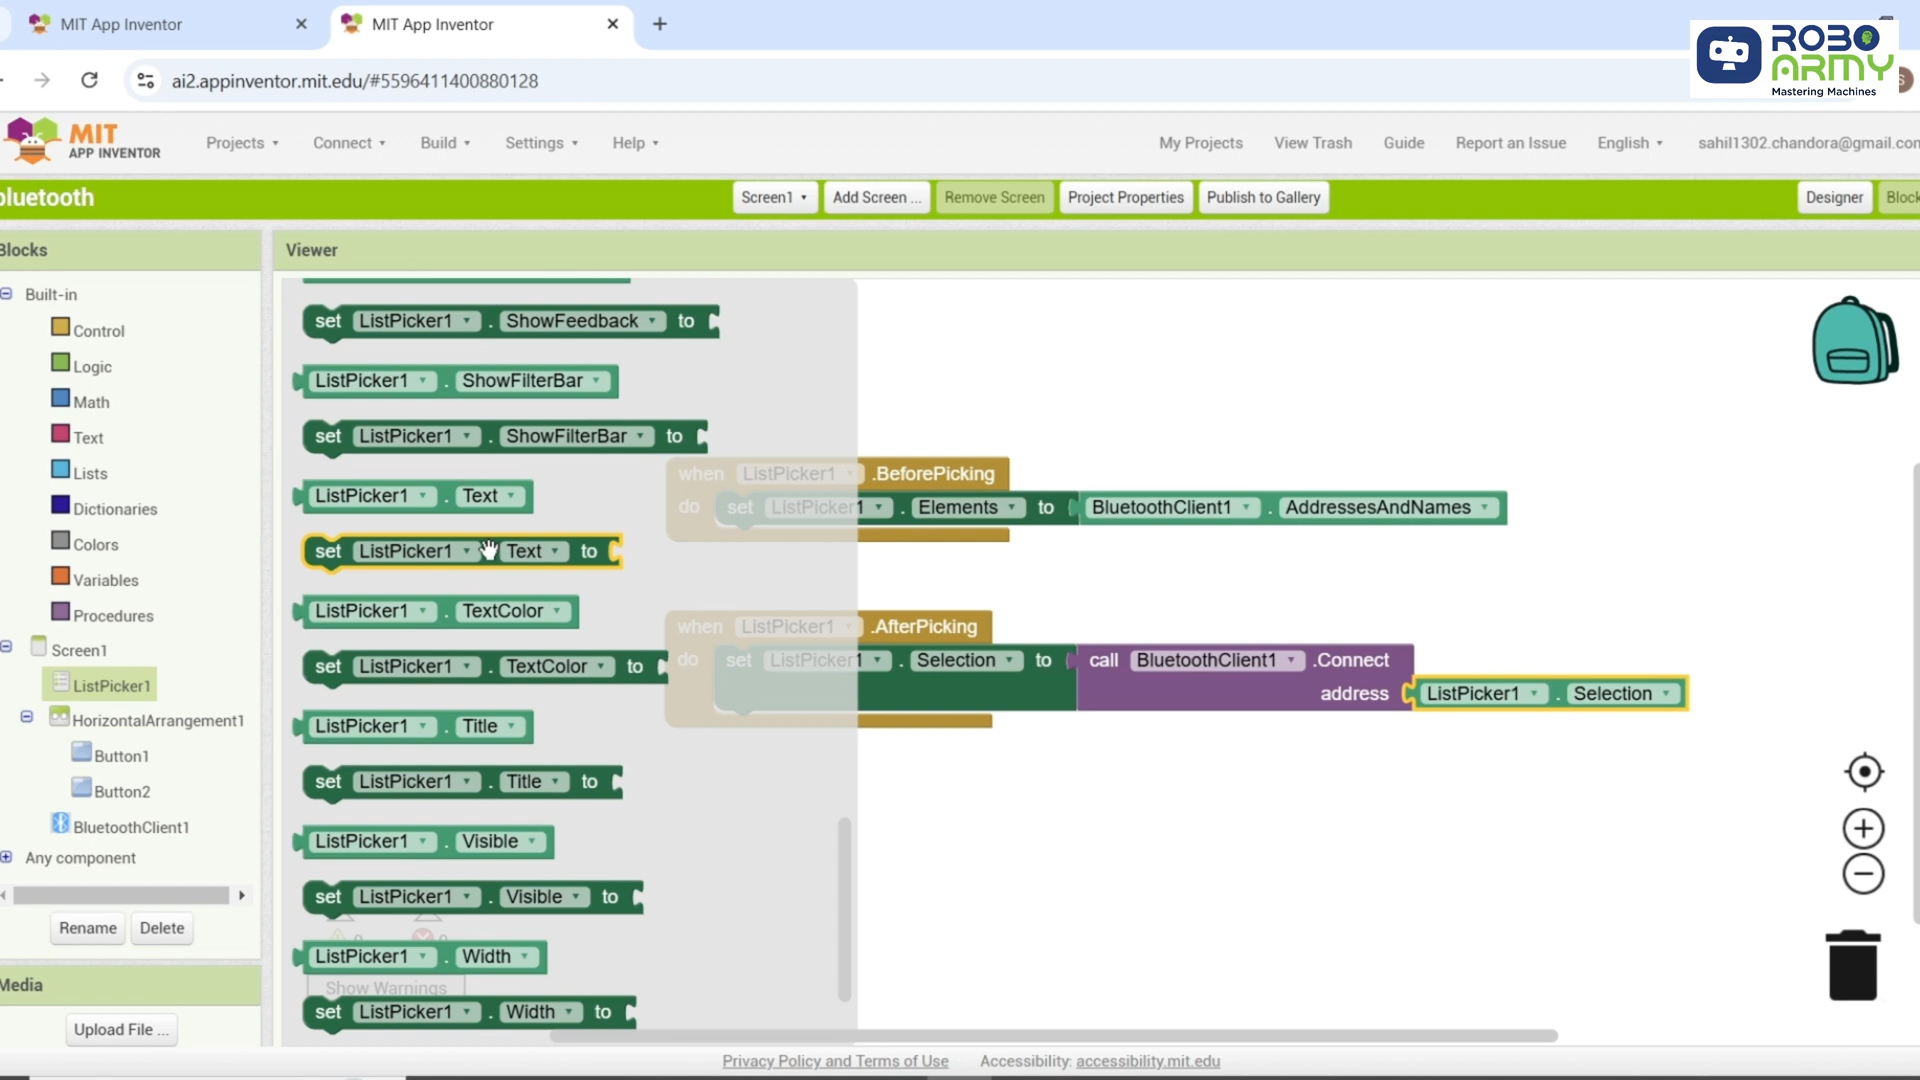 MIT App Inventor
MIT App Inventor
ai2.appinventor.mit.edu/#5596411400880128
ROBO
ARMY
Mastering Machines
S
MIT
APP INVENTOR
Projects
Connect
Build
Settings
Help
My Projects
View Trash
Guide
Report an Issue
English
sahil1302.chandora@gmail.con
bluetooth
Screen1
Add Screen ...
Remove Screen
Project Properties
Publish to Gallery
Designer
Block
Blocks
Viewer
Built-in
Control
Logic
Math
Text
Lists
Dictionaries
Colors
Variables
Procedures
Screen1
ListPicker1
HorizontalArrangement1
Button1
Button2
BluetoothClient1
Any component
Rename
Delete
Media
Upload File ...
set ListPicker1 . ShowFeedback to
ListPicker1 . ShowFilterBar
set ListPicker1 . ShowFilterBar to
ListPicker1 . Text
set ListPicker1 . Text to
ListPicker1 . TextColor
set ListPicker1 . TextColor to
ListPicker1 . Title
set ListPicker1 . Title to
ListPicker1 . Visible
set ListPicker1 . Visible to
ListPicker1 . Width
Show Warnings
set ListPicker1 . Width to
when ListPicker1 .BeforePicking
do set ListPicker1 . Elements to BluetoothClient1 . AddressesAndNames
when ListPicker1 .AfterPicking
do set ListPicker1 . Selection to call BluetoothClient1 .Connect
address ListPicker1 . Selection
Privacy Policy and Terms of Use
Accessibility: accessibility.mit.edu